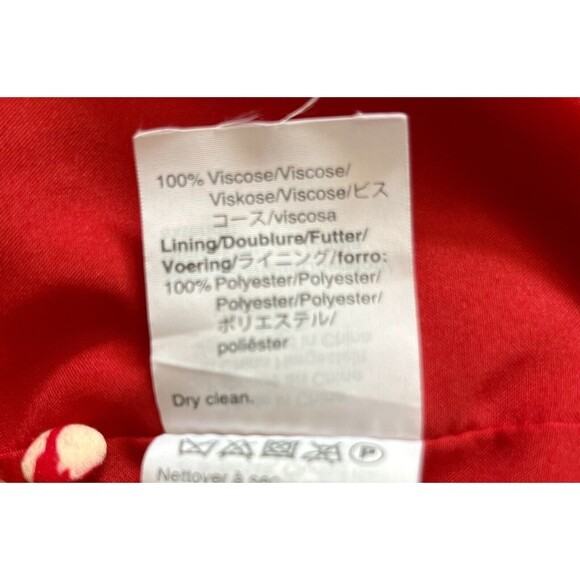 100% Viscose/Viscose/
Viskose/Viscose/ビス
コース/viscosa
Lining/Doublure/Futter/
Voering/ライニング/forro:
100% Polyester/Polyester/
Polyester/Polyester/
ポリエステル/
poliéster
Dry clean.
P
Nettoyer à sec